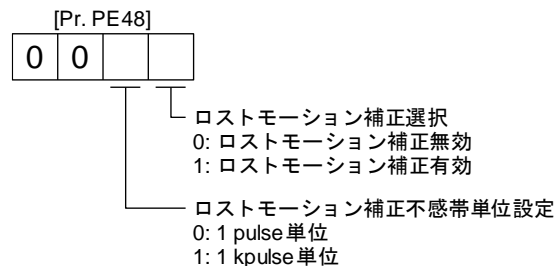 [Pr. PE48]
0 0
ロストモーション補正選択
0: ロストモーション補正無効
1: ロストモーション補正有効
ロストモーション補正不感帯単位設定
0: 1 pulse単位
1: 1 kpulse単位